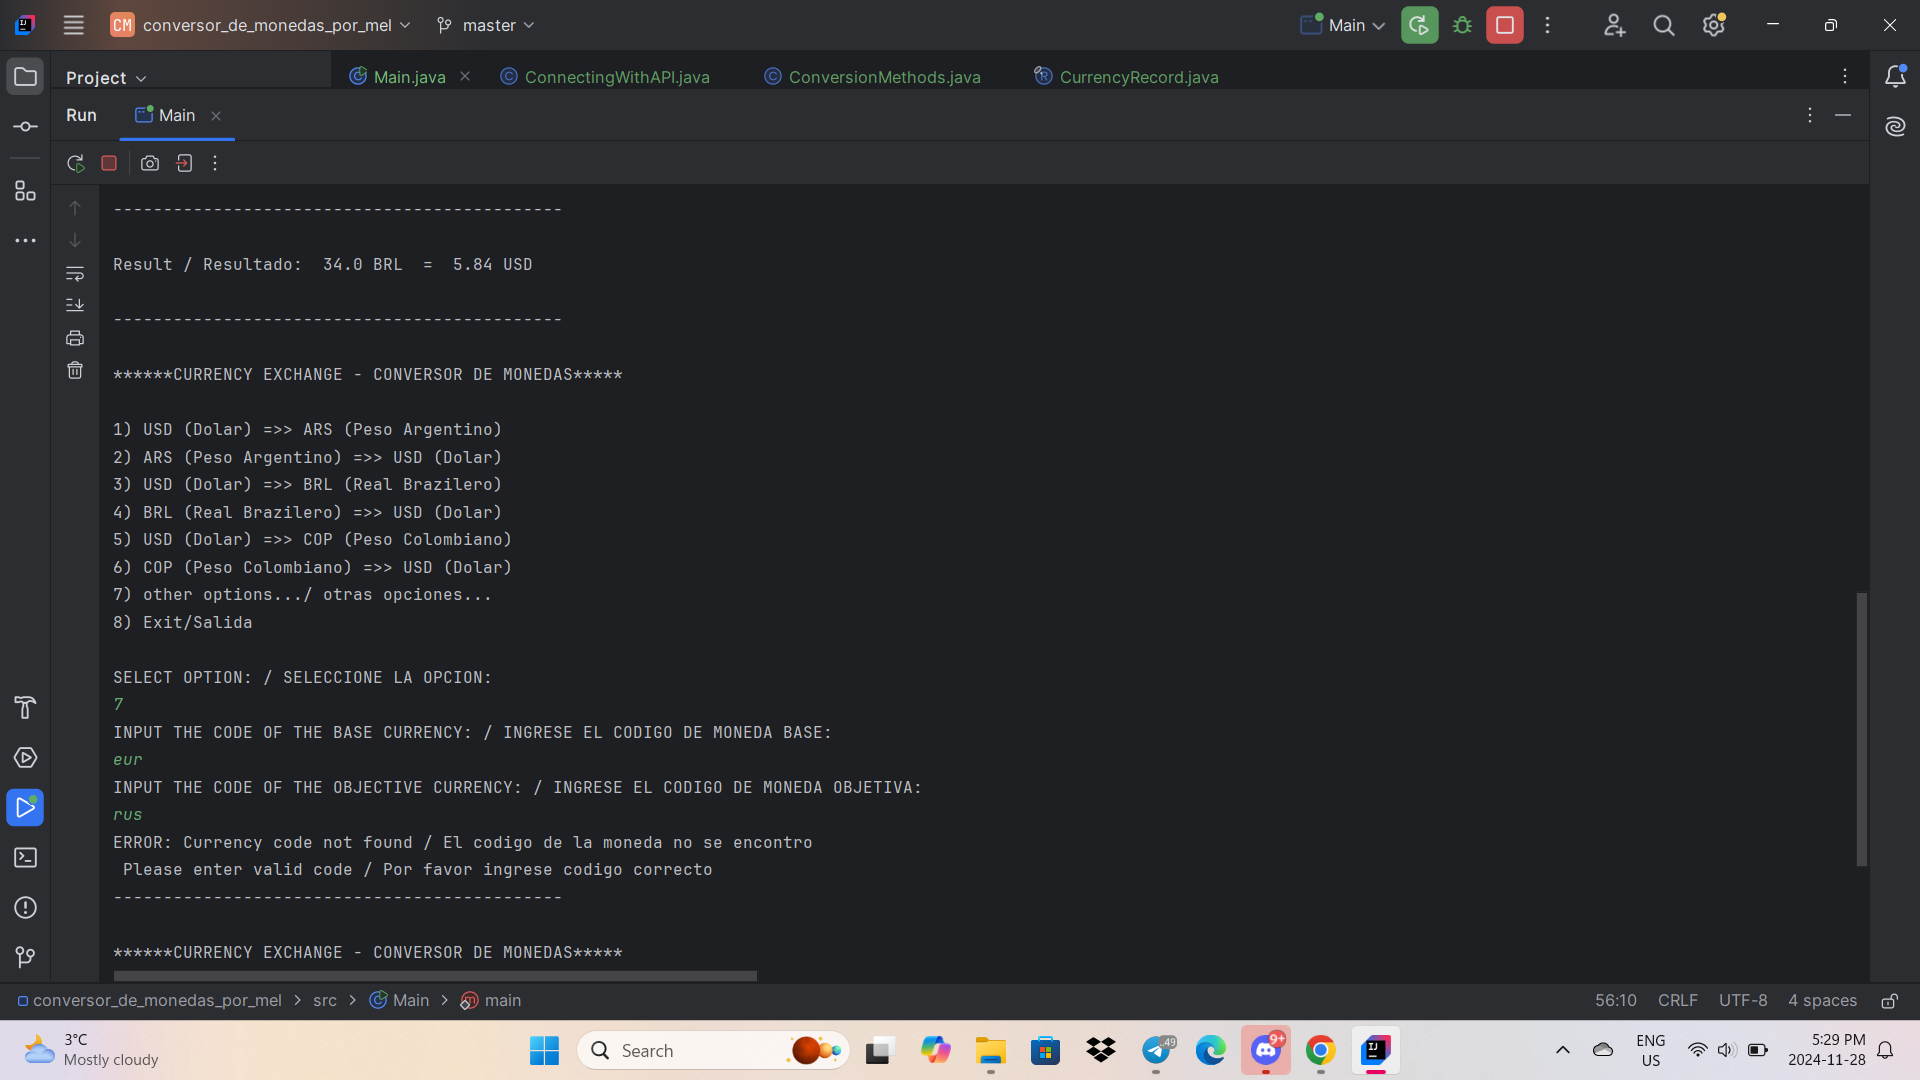 CM conversor_de_monedas_por_mel master Main
Project Main.java ConnectingWithAPI.java ConversionMethods.java CurrencyRecord.java
Run Main
---------------------------------------------
Result / Resultado:  34.0 BRL  =  5.84 USD
---------------------------------------------
******CURRENCY EXCHANGE - CONVERSOR DE MONEDAS*****
1) USD (Dolar) =>> ARS (Peso Argentino)
2) ARS (Peso Argentino) =>> USD (Dolar)
3) USD (Dolar) =>> BRL (Real Brazilero)
4) BRL (Real Brazilero) =>> USD (Dolar)
5) USD (Dolar) =>> COP (Peso Colombiano)
6) COP (Peso Colombiano) =>> USD (Dolar)
7) other options.../ otras opciones...
8) Exit/Salida
SELECT OPTION: / SELECCIONE LA OPCION:
7
INPUT THE CODE OF THE BASE CURRENCY: / INGRESE EL CODIGO DE MONEDA BASE:
eur
INPUT THE CODE OF THE OBJECTIVE CURRENCY: / INGRESE EL CODIGO DE MONEDA OBJETIVA:
rus
ERROR: Currency code not found / El codigo de la moneda no se encontro
 Please enter valid code / Por favor ingrese codigo correcto
---------------------------------------------
******CURRENCY EXCHANGE - CONVERSOR DE MONEDAS*****
conversor_de_monedas_por_mel > src > Main > main 56:10 CRLF UTF-8 4 spaces
3°C
Mostly cloudy
Search
.49
9+
ENG
US
5:29 PM
2024-11-28